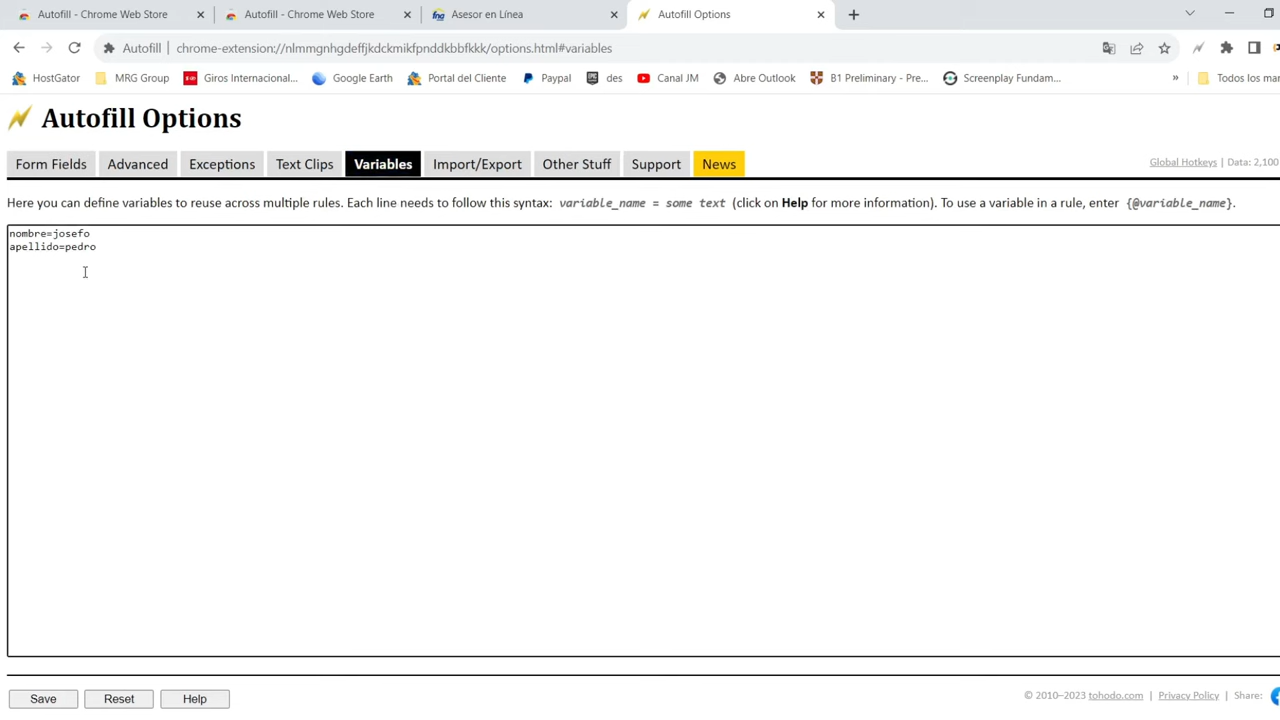 Autofill - Chrome Web Store
Autofill - Chrome Web Store
Asesor en Línea
Autofill Options
Autofill | chrome-extension://nlmmgnhgdeffjkdckmikfpnddkbbfkkk/options.html#variables
HostGator MRG Group Giros Internacional... Google Earth Portal del Cliente Paypal des Canal JM Abre Outlook B1 Preliminary - Pre... Screenplay Fundam... » Todos los mar
Autofill Options
Form Fields Advanced Exceptions Text Clips Variables Import/Export Other Stuff Support News
Global Hotkeys | Data: 2,100
Here you can define variables to reuse across multiple rules. Each line needs to follow this syntax: variable_name = some text (click on Help for more information). To use a variable in a rule, enter {@variable_name}.
nombre=josefo
apellido=pedro
Save Reset Help
© 2010–2023 tohodo.com | Privacy Policy | Share: